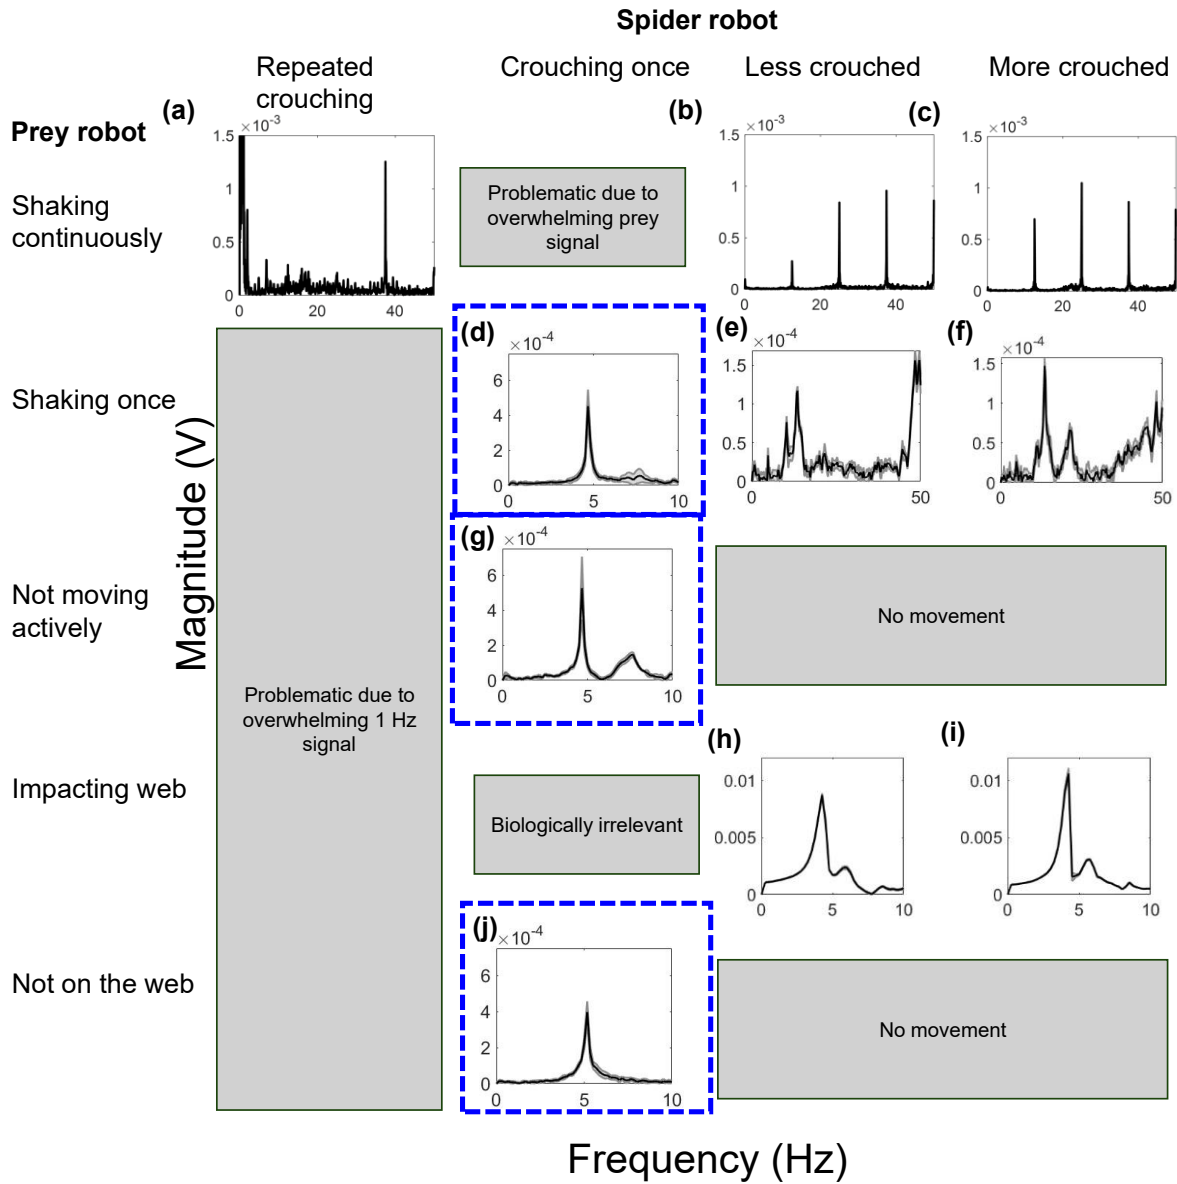 Spider robot
Repeated
crouching
Crouching once
Less crouched
More crouched
Prey robot
(a)
×10⁻³
1.5
1
0.5
0
0
20
40
Shaking
continuously
Problematic due to
overwhelming prey
signal
(b)
×10⁻³
1.5
1
0.5
0
0
20
40
(c)
×10⁻³
1.5
1
0.5
0
0
20
40
Magnitude (V)
Shaking once
(d)
×10⁻⁴
6
4
2
0
0
5
10
(e)
×10⁻⁴
1.5
1
0.5
0
0
50
(f)
×10⁻⁴
1.5
1
0.5
0
0
50
Not moving
actively
Problematic due to
overwhelming 1 Hz
signal
(g)
×10⁻⁴
6
4
2
0
0
5
10
No movement
Impacting web
Biologically irrelevant
(h)
0.01
0.005
0
0
5
10
(i)
0.01
0.005
0
0
5
10
Not on the web
(j)
×10⁻⁴
6
4
2
0
0
5
10
No movement
Frequency (Hz)